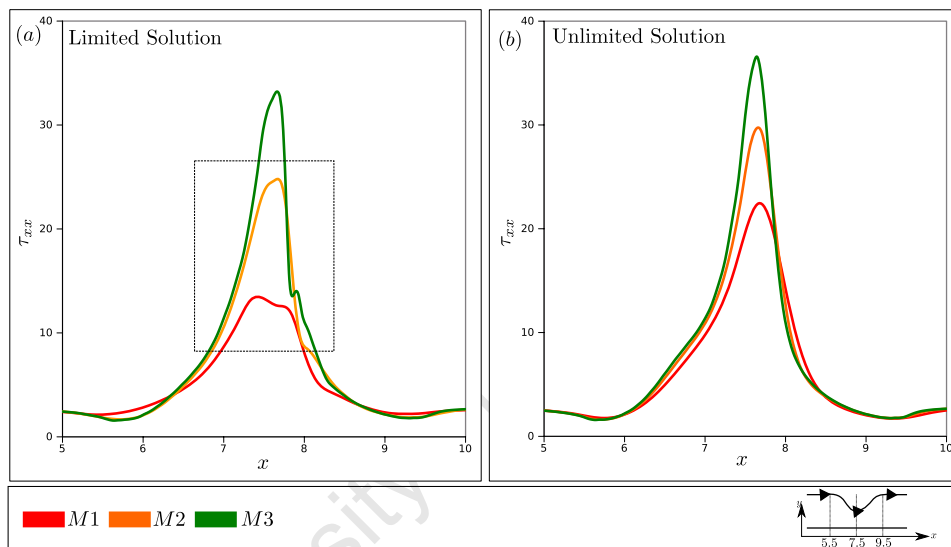 (a) Limited Solution
40
30
20
10
0
τxx
5 6 7 8 9 10
x
(b) Unlimited Solution
40
30
20
10
0
τxx
5 6 7 8 9 10
x
M1 M2 M3
y
x
5.5 7.5 9.5
sity